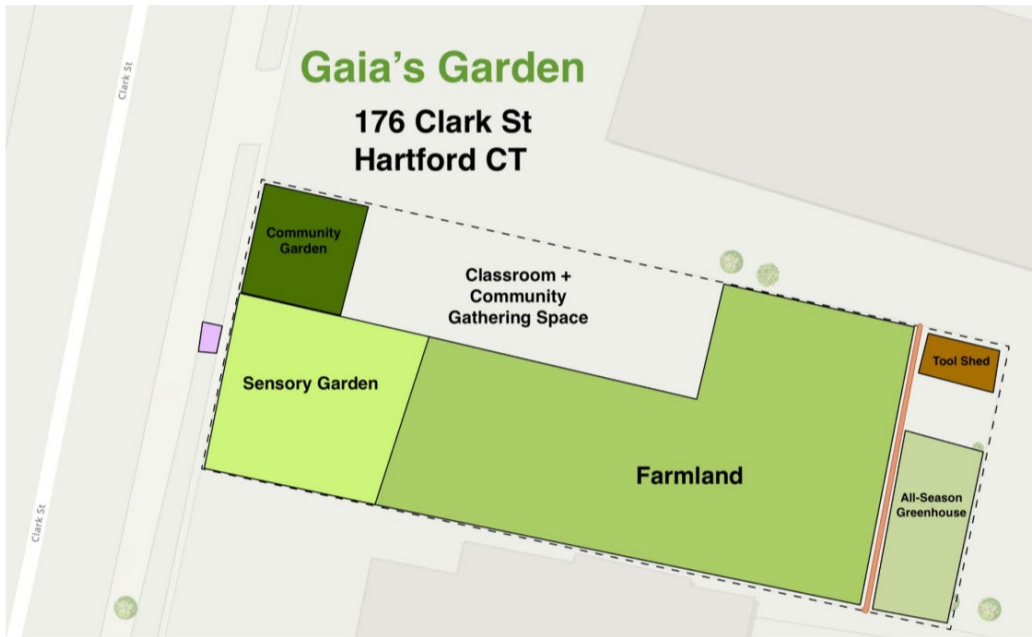 Gaia's Garden
176 Clark St
Hartford CT
Clark St
Community
Garden
Classroom +
Community
Gathering Space
Tool Shed
Sensory Garden
Farmland
All-Season
Greenhouse
Clark St